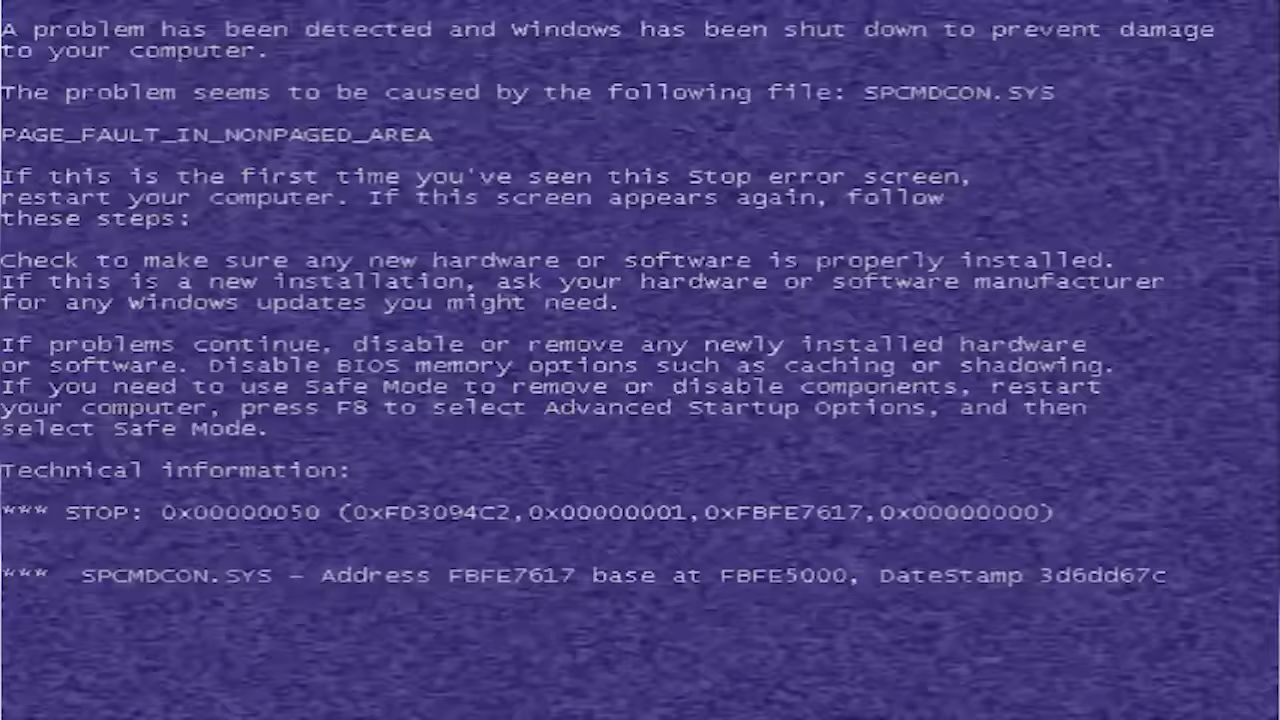 A problem has been detected and Windows has been shut down to prevent damage
to your computer.
The problem seems to be caused by the following file: SPCMDCON.SYS
PAGE_FAULT_IN_NONPAGED_AREA
If this is the first time you've seen this Stop error screen,
restart your computer. If this screen appears again, follow
these steps:
Check to make sure any new hardware or software is properly installed.
If this is a new installation, ask your hardware or software manufacturer
for any Windows updates you might need.
If problems continue, disable or remove any newly installed hardware
or software. Disable BIOS memory options such as caching or shadowing.
If you need to use Safe Mode to remove or disable components, restart
your computer, press F8 to select Advanced Startup Options, and then
select Safe Mode.
Technical information:
*** STOP: 0x00000050 (0xFD3094C2,0x00000001,0xFBFE7617,0x00000000)
***  SPCMDCON.SYS - Address FBFE7617 base at FBFE5000, DateStamp 3d6dd67c